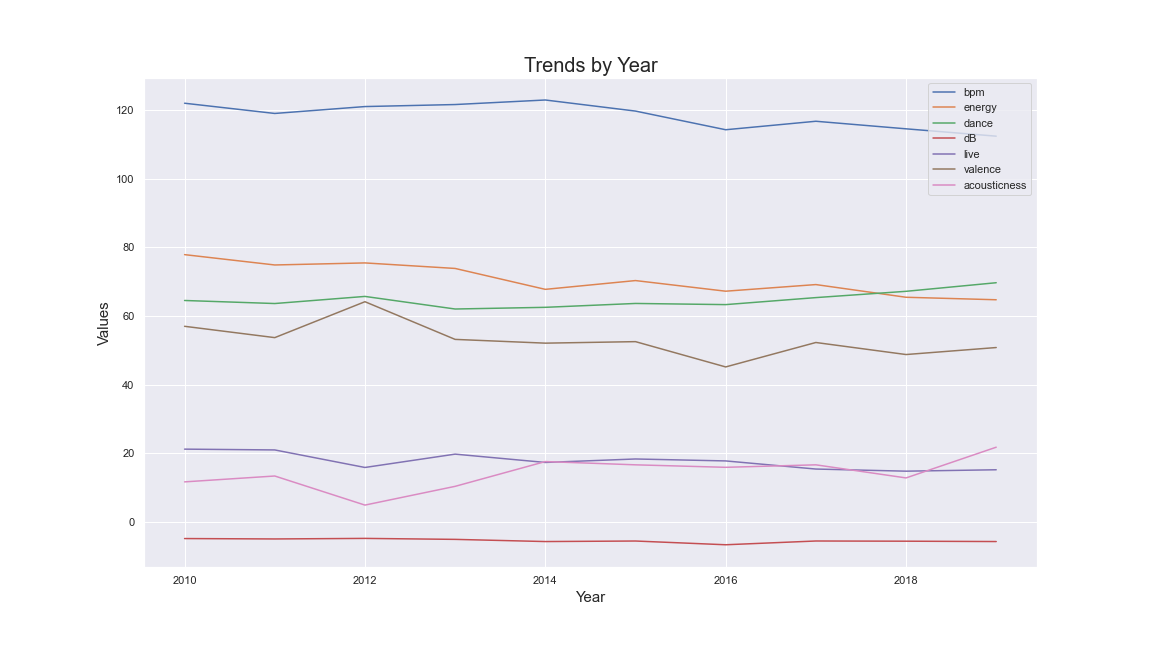 Trends by Year
bpm
energy
dance
dB
live
valence
acousticness
Values
120
100
80
60
40
20
0
2010
2012
2014
2016
2018
Year